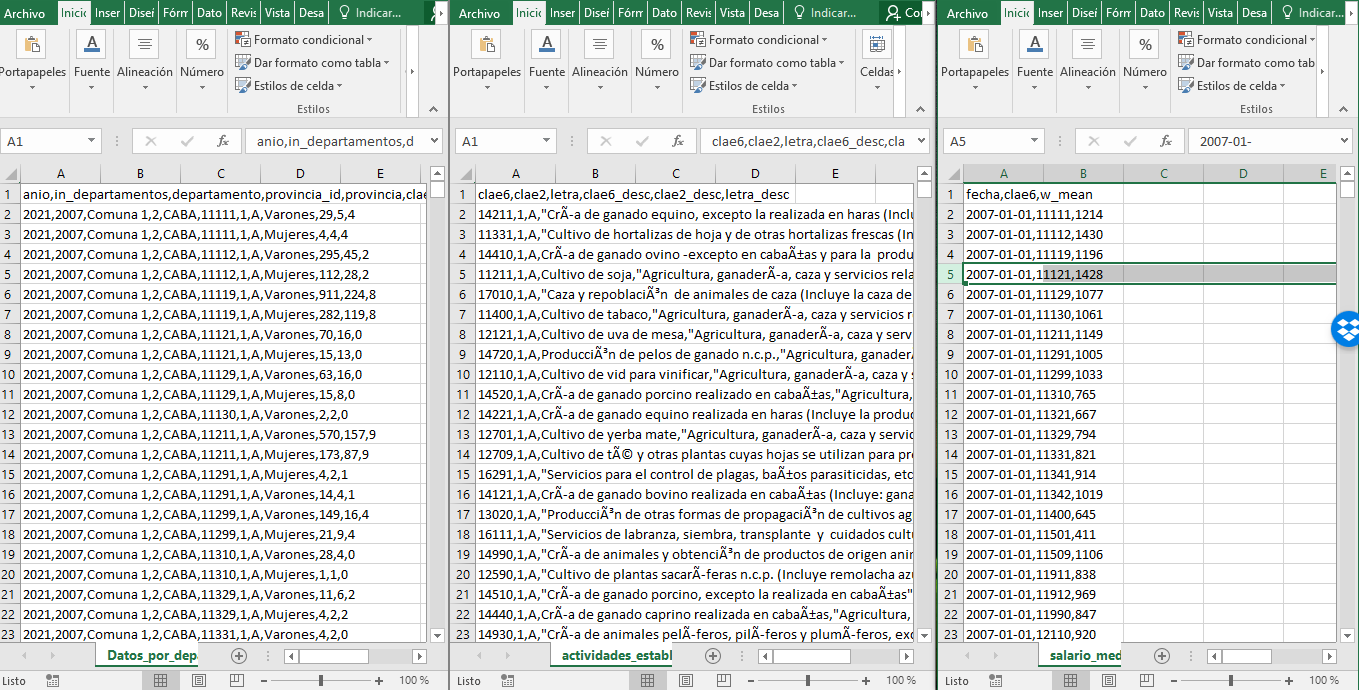 Archivo Inicio Inser Diseí Fórm Dato Revis Vista Desa Indicar...
Portapapeles Fuente Alineación Número
Formato condicional
Dar formato como tabla
Estilos de celda
Estilos
A1 fx anio,in_departamentos,d
A B C D E
1 anio,in_departamentos,departamento,provincia_id,provincia,clae
2 2021,2007,Comuna 1,2,CABA,11111,1,A,Varones,29,5,4
3 2021,2007,Comuna 1,2,CABA,11111,1,A,Mujeres,4,4,4
4 2021,2007,Comuna 1,2,CABA,11112,1,A,Varones,295,45,2
5 2021,2007,Comuna 1,2,CABA,11112,1,A,Mujeres,112,28,2
6 2021,2007,Comuna 1,2,CABA,11119,1,A,Varones,911,224,8
7 2021,2007,Comuna 1,2,CABA,11119,1,A,Mujeres,282,119,8
8 2021,2007,Comuna 1,2,CABA,11121,1,A,Varones,70,16,0
9 2021,2007,Comuna 1,2,CABA,11121,1,A,Mujeres,15,13,0
10 2021,2007,Comuna 1,2,CABA,11129,1,A,Varones,63,16,0
11 2021,2007,Comuna 1,2,CABA,11129,1,A,Mujeres,15,8,0
12 2021,2007,Comuna 1,2,CABA,11130,1,A,Varones,2,2,0
13 2021,2007,Comuna 1,2,CABA,11211,1,A,Varones,570,157,9
14 2021,2007,Comuna 1,2,CABA,11211,1,A,Mujeres,173,87,9
15 2021,2007,Comuna 1,2,CABA,11291,1,A,Mujeres,4,2,1
16 2021,2007,Comuna 1,2,CABA,11291,1,A,Varones,14,4,1
17 2021,2007,Comuna 1,2,CABA,11299,1,A,Varones,149,16,4
18 2021,2007,Comuna 1,2,CABA,11299,1,A,Mujeres,21,9,4
19 2021,2007,Comuna 1,2,CABA,11310,1,A,Varones,28,4,0
20 2021,2007,Comuna 1,2,CABA,11310,1,A,Mujeres,1,1,0
21 2021,2007,Comuna 1,2,CABA,11329,1,A,Varones,11,6,2
22 2021,2007,Comuna 1,2,CABA,11329,1,A,Mujeres,4,2,2
23 2021,2007,Comuna 1,2,CABA,11331,1,A,Varones,4,2,0
Datos_por_dep
Listo 100 %
Archivo Inicio Inser Diseí Fórm Dato Revis Vista Desa Indicar... Co
Portapapeles Fuente Alineación Número
Formato condicional
Dar formato como tabla
Estilos de celda
Estilos
Celdas
A1 fx clae6,clae2,letra,clae6_desc,cla
A B C D E
1 clae6,clae2,letra,clae6_desc,clae2_desc,letra_desc
2 14211,1,A,"CrÃ-a de ganado equino, excepto la realizada en haras (Inclu
3 11331,1,A,"Cultivo de hortalizas de hoja y de otras hortalizas frescas (In
4 14410,1,A,"CrÃ-a de ganado ovino -excepto en cabaÃ±as y para la produ
5 11211,1,A,Cultivo de soja,"Agricultura, ganaderÃ-a, caza y servicios rela
6 17010,1,A,"Caza y repoblaciÃ³n de animales de caza (Incluye la caza de
7 11400,1,A,Cultivo de tabaco,"Agricultura, ganaderÃ-a, caza y servicios r
8 12121,1,A,Cultivo de uva de mesa,"Agricultura, ganaderÃ-a, caza y serv
9 14720,1,A,ProducciÃ³n de pelos de ganado n.c.p.,"Agricultura, ganaderÃ
10 12110,1,A,Cultivo de vid para vinificar,"Agricultura, ganaderÃ-a, caza y s
11 14520,1,A,CrÃ-a de ganado porcino realizado en cabaÃ±as,"Agricultura,
12 14221,1,A,CrÃ-a de ganado equino realizada en haras (Incluye la produc
13 12701,1,A,Cultivo de yerba mate,"Agricultura, ganaderÃ-a, caza y servic
14 12709,1,A,Cultivo de tÃ© y otras plantas cuyas hojas se utilizan para pre
15 16291,1,A,"Servicios para el control de plagas, baÃ±os parasiticidas, etc
16 14121,1,A,CrÃ-a de ganado bovino realizada en cabaÃ±as (Incluye: gana
17 13020,1,A,"ProducciÃ³n de otras formas de propagaciÃ³n de cultivos ag
18 16111,1,A,"Servicios de labranza, siembra, transplante y cuidados cultu
19 14990,1,A,"CrÃ-a de animales y obtenciÃ³n de productos de origen anim
20 12590,1,A,"Cultivo de plantas sacarÃ-feras n.c.p. (Incluye remolacha azu
21 14510,1,A,"CrÃ-a de ganado porcino, excepto la realizada en cabaÃ±as"
22 14440,1,A,CrÃ-a de ganado caprino realizada en cabaÃ±as,"Agricultura,
23 14930,1,A,"CrÃ-a de animales pelÃ-feros, pilÃ-feros y plumÃ-feros, exc
actividades_establ
Listo 100 %
Archivo Inicio Inser Diseí Fórm Dato Revis Vista Desa Indicar...
Portapapeles Fuente Alineación Número
Formato condicional
Dar formato como tab
Estilos de celda
Estilos
A5 fx 2007-01-
A B C D E
1 fecha,clae6,w_mean
2 2007-01-01,11111,1214
3 2007-01-01,11112,1430
4 2007-01-01,11119,1196
5 2007-01-01,11121,1428
6 2007-01-01,11129,1077
7 2007-01-01,11130,1061
8 2007-01-01,11211,1149
9 2007-01-01,11291,1005
10 2007-01-01,11299,1033
11 2007-01-01,11310,765
12 2007-01-01,11321,667
13 2007-01-01,11329,794
14 2007-01-01,11331,821
15 2007-01-01,11341,914
16 2007-01-01,11342,1019
17 2007-01-01,11400,645
18 2007-01-01,11501,411
19 2007-01-01,11509,1106
20 2007-01-01,11911,838
21 2007-01-01,11912,969
22 2007-01-01,11990,847
23 2007-01-01,12110,920
salario_med
Listo 100 %